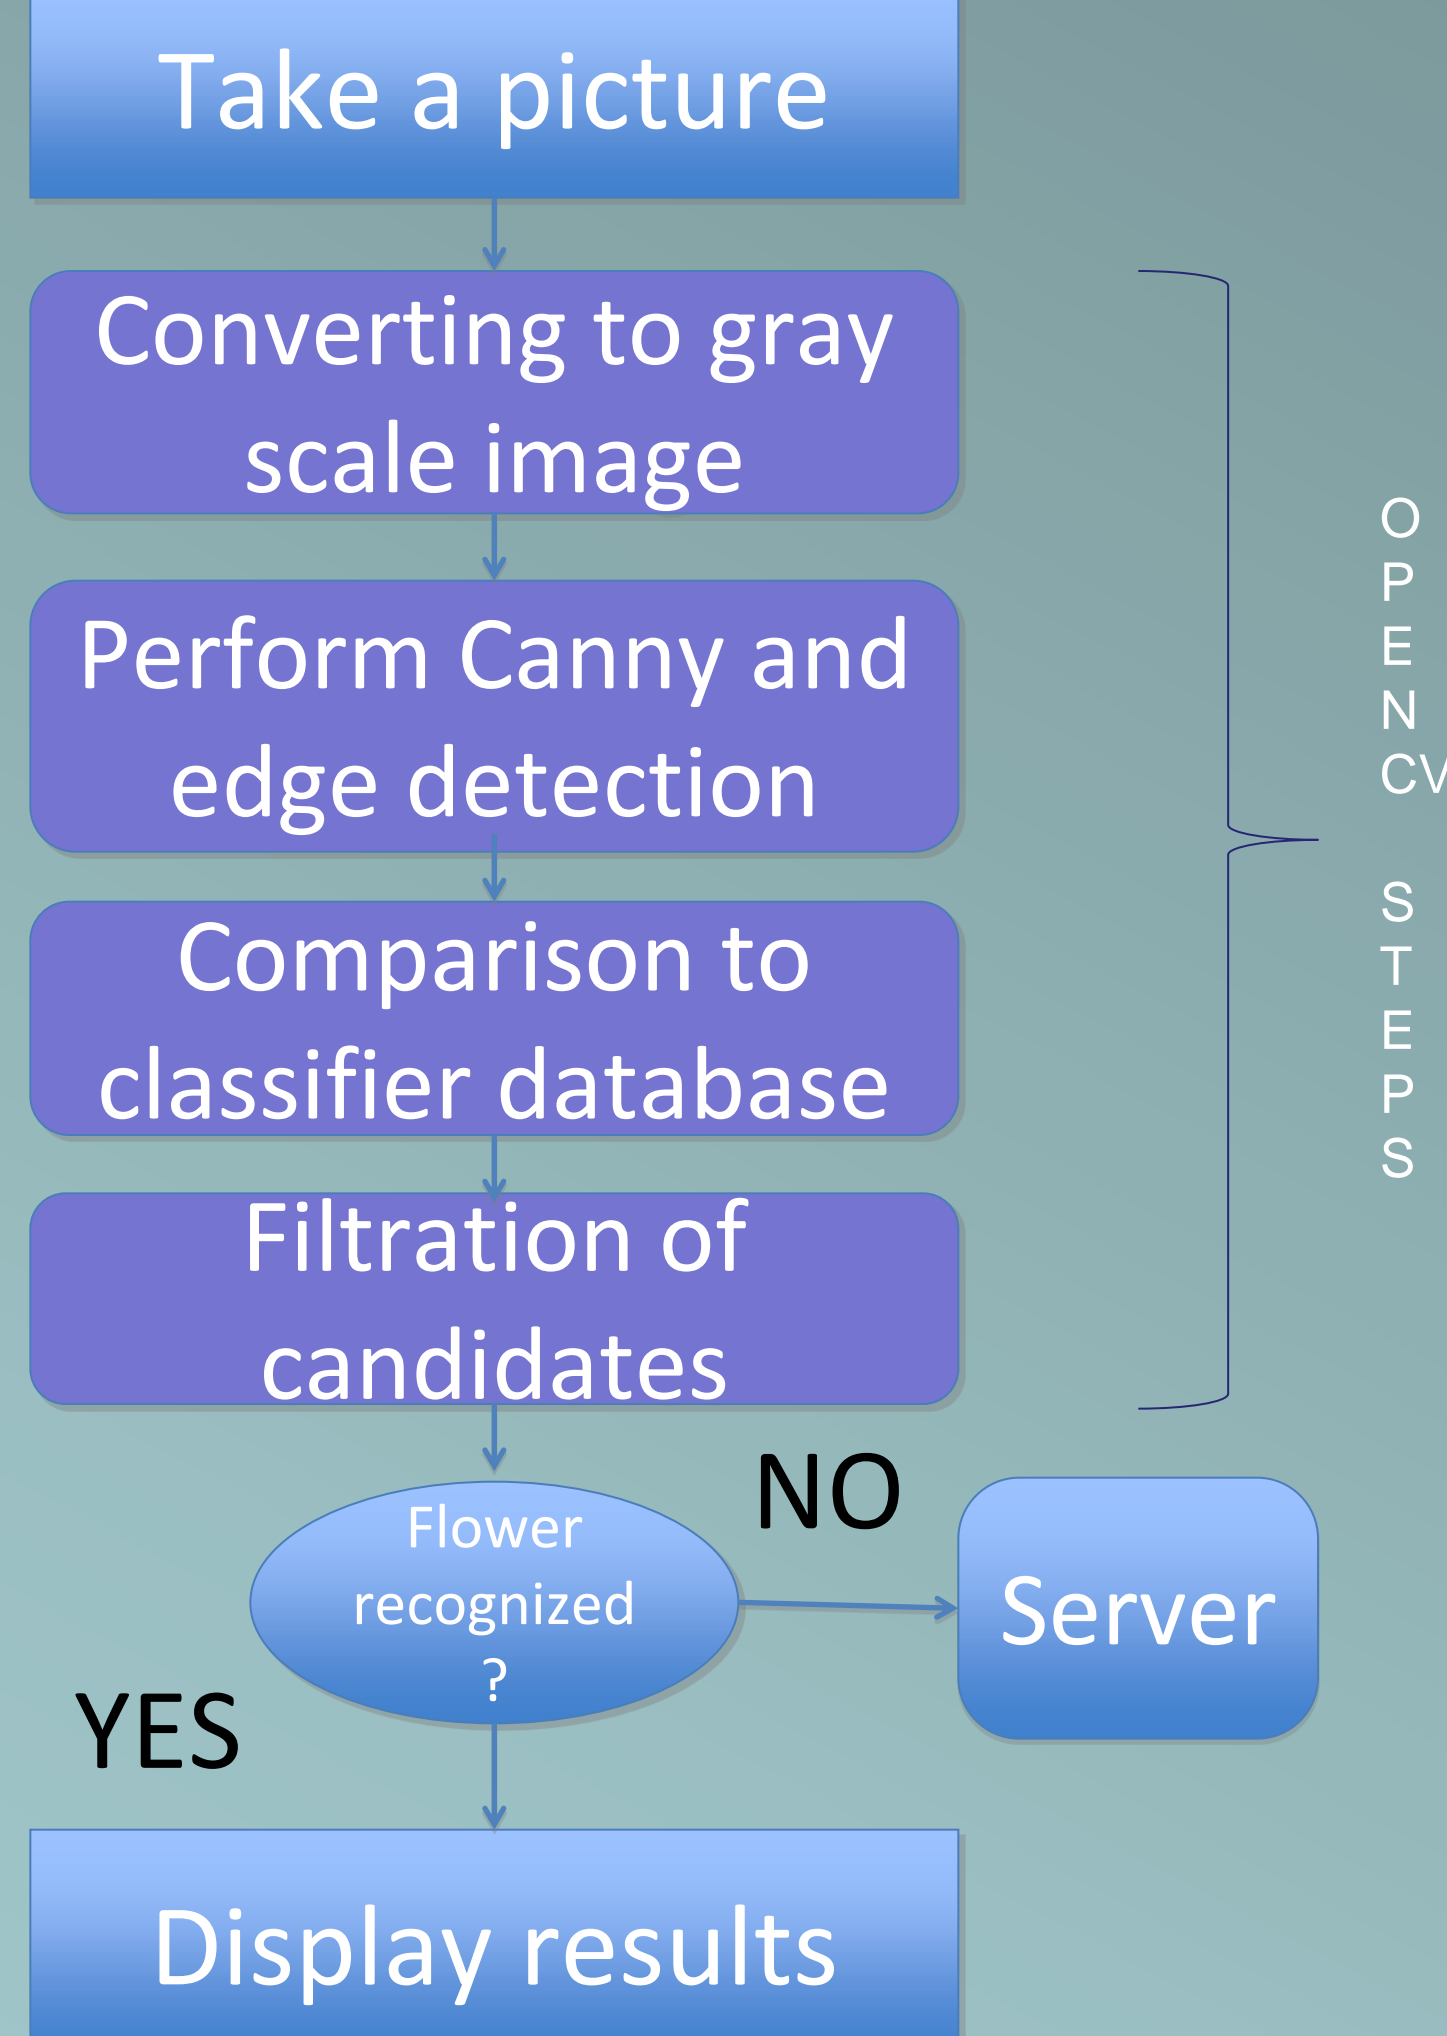 Take a picture
Converting to gray
scale image
Perform Canny and
edge detection
Comparison to
classifier database
Filtration of
candidates
O
P
E
N
CV
S
T
E
P
S
Flower
recognized
?
NO
Server
YES
Display results